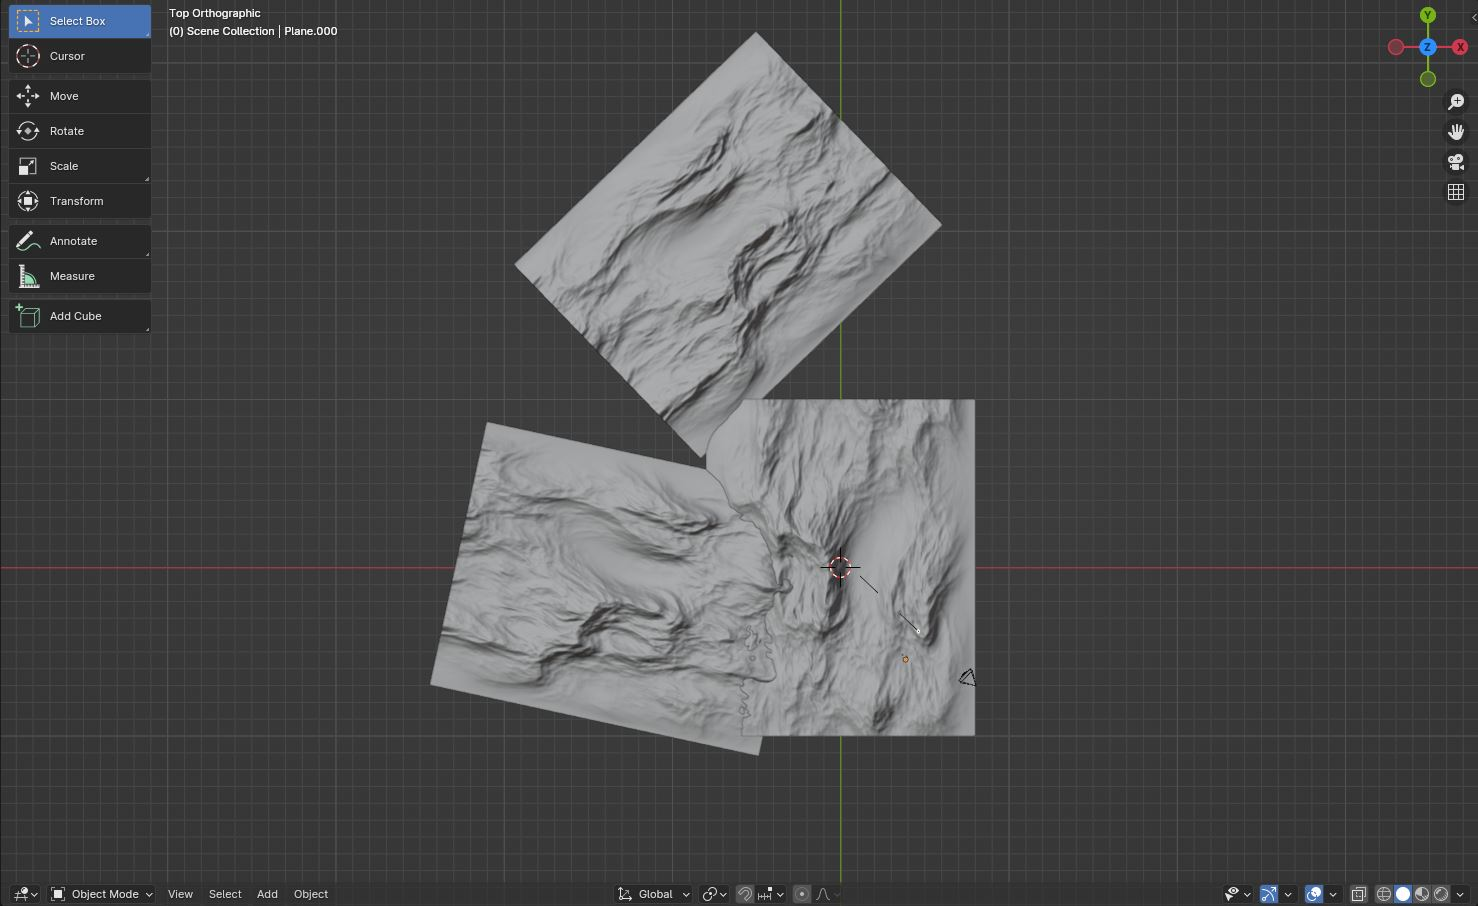 Select Box
Cursor
Move
Rotate
Scale
Transform
Annotate
Measure
Add Cube
Top Orthographic
(0) Scene Collection | Plane.000
Y
Z
X
Object Mode
View
Select
Add
Object
Global